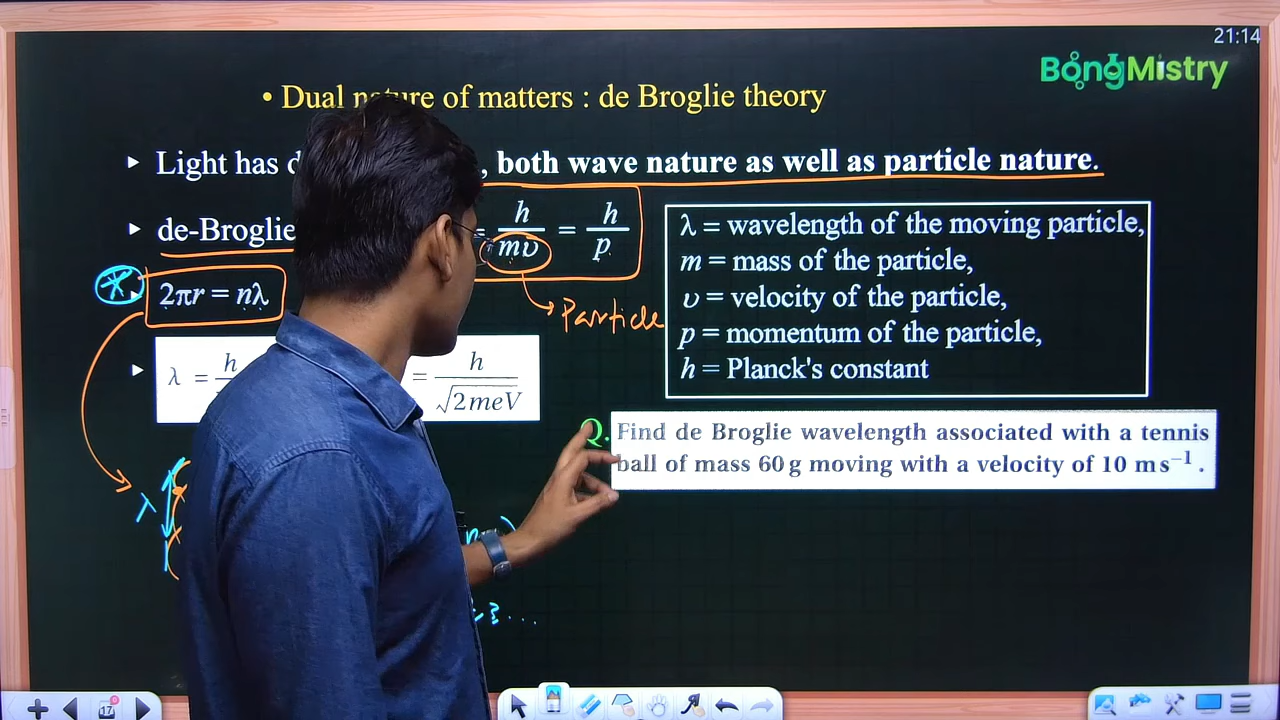 21:14
BongMistry
• Dual nature of matters : de Broglie theory
Light has d , both wave nature as well as particle nature.
de-Broglie = h/mυ = h/p
2πr = nλ
Particle
λ = h = h/√2meV
λ = wavelength of the moving particle,
m = mass of the particle,
υ = velocity of the particle,
p = momentum of the particle,
h = Planck's constant
Q. Find de Broglie wavelength associated with a tennis
ball of mass 60 g moving with a velocity of 10 ms⁻¹ .
λ
17